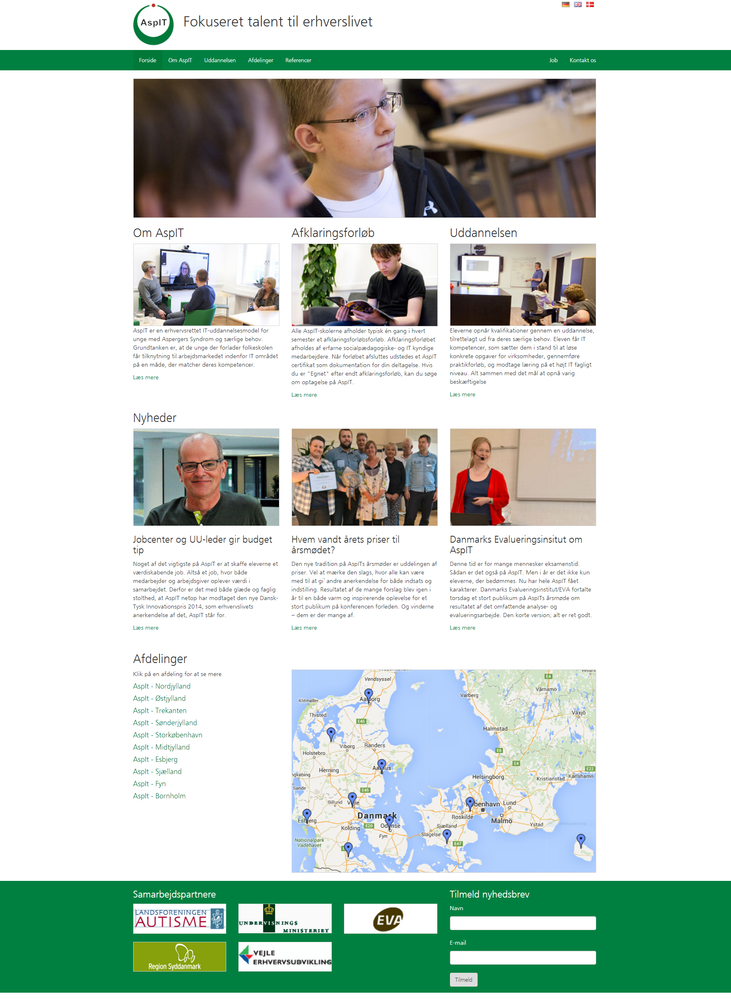 AspIT
Fokuseret talent til erhverslivet
Forside
Om AspIT
Uddannelsen
Afdelinger
Referencer
Job
Kontakt os
Om AspIT
AspIT er en erhvervsrettet IT-uddannelsesmodel for
unge med Aspergers Syndrom og særlige behov.
Grundtanken er, at de unge der forlader folkeskolen
får tilknytning til arbejdsmarkedet indenfor IT området
på en måde, der matcher deres kompetencer.
Læs mere
Afklaringsforløb
Alle AspIT-skolerne afholder typisk én gang i hvert
semester et afklaringsforløbsforløb. Afklaringsforløbet
afholdes af erfarne socialpædagogiske- og IT kyndige
medarbejdere. Når forløbet afsluttes udstedes et AspIT
certifikat som dokumentation for din deltagelse. Hvis
du er "Egnet" efter endt afklaringsforløb, kan du søge
om optagelse på AspIT.
Læs mere
Uddannelsen
Eleverne opnår kvalifikationer gennem en uddannelse,
tilrettelagt ud fra deres særlige behov. Eleven får IT
kompetencer, som sætter dem i stand til at løse
konkrete opgaver for virksomheder, gennemføre
praktikforløb, og modtage læring på et højt IT fagligt
niveau. Alt sammen med det mål at opnå varig
beskæftigelse
Læs mere
Nyheder
Jobcenter og UU-leder gir budget
tip
Noget af det vigtigste på AspIT er at skaffe eleverne et
værdiskabende job. Altså et job, hvor både
medarbejder og arbejdsgiver oplever værdi i
samarbejdet. Derfor er det med både glæde og faglig
stolthed, at AspIT netop har modtaget den nye Dansk-
Tysk Innovationspris 2014, som erhvervslivets
anerkendelse af det, AspIT står for.
Læs mere
Hvem vandt årets priser til
årsmødet?
Den nye tradition på AspITs årsmøder er uddelingen af
priser. Vel at mærke den slags, hvor alle kan være
med til at gi´ andre anerkendelse for både indsats og
indstilling. Resultatet af de mange forslag blev igen i
år til en både varm og inspirerende oplevelse for et
stort publikum på konferencen forleden. Og vinderne
– dem er der mange af.
Læs mere
Danma
Danmarks Evalueringsinsitut om
AspIT
Denne tid er for mange mennesker eksamenstid.
Sådan er det også på AspIT. Men i år er det ikke kun
eleverne, der bedømmes. Nu har hele AspIT fået
karakterer. Danmarks Evalueringsinstitut/EVA fortalte
torsdag et stort publikum på AspITs årsmøde om
resultatet af det omfattende analyse- og
evalueringsarbejde. Den korte version; alt er ret godt.
Læs mere
Afdelinger
Klik på en afdeling for at se mere
AspIt - Nordjylland
AspIt - Østjylland
AspIt - Trekanten
AspIt - Sønderjylland
AspIt - Storkøbenhavn
AspIt - Midtjylland
AspIt - Esbjerg
AspIt - Sjælland
AspIt - Fyn
AspIt - Bornholm
Vendsyssel
E4
Aalborg
Klitmøller
Varberg
Värnamo
Thisted
E45
Växjö
Halmstad
Viborg
Randers
Holstebro
E6
E4
Aarhus
Herning
E22
Helsingborg
Kristianstad
Karlshamn
Sande
E45
Billund
Vejle
København
Lund
Danmark
Roskilde
Malmö
Esbjerg
Kolding
E20
Odense
Sjælland
Ystad
Slagelse
Fyn
Nationalpark
Vadehavet
E47
Samarbejdspartnere
LANDSFORENINGEN
AUTISME
UNDERVISNINGS
MINISTERIET
EVA
Region Syddanmark
VEJLE
ERHVERVSUDVIKLING
Tilmeld nyhedsbrev
Navn
E-mail
Tilmeld